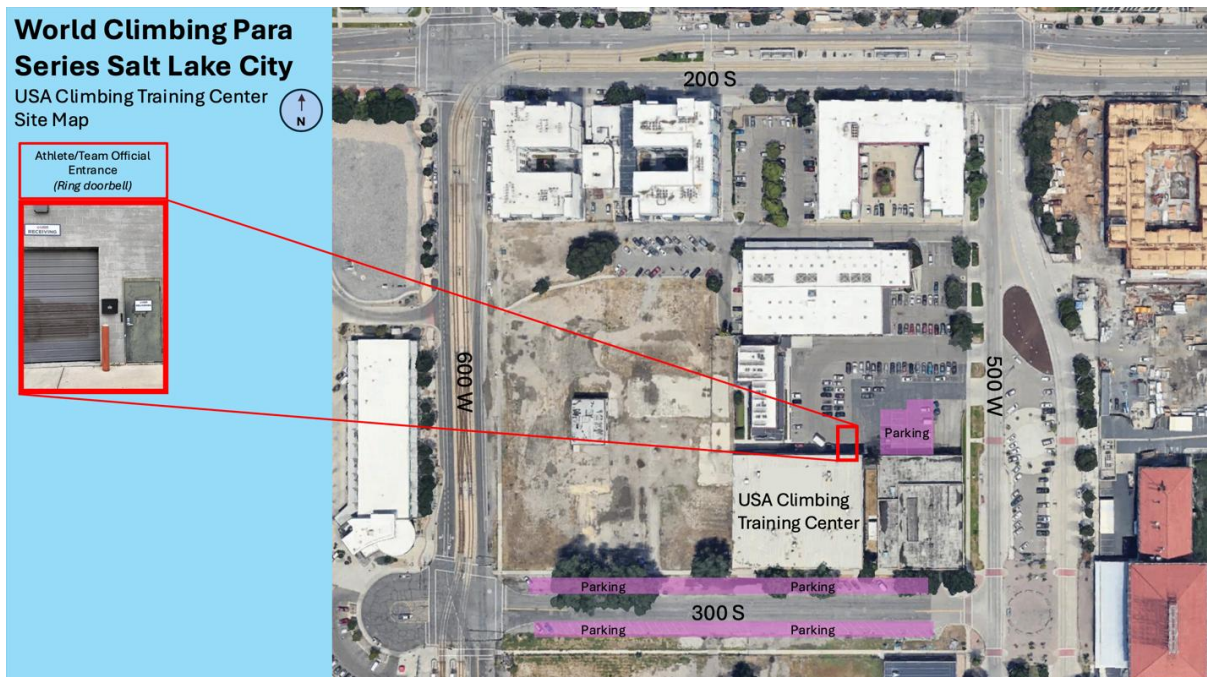 World Climbing Para
Series Salt Lake City
USA Climbing Training Center
Site Map
N
Athlete/Team Official
Entrance
(Ring doorbell)
RECEIVING
200 S
600 W
500 W
Parking
USA Climbing
Training Center
Parking
Parking
300 S
Parking
Parking